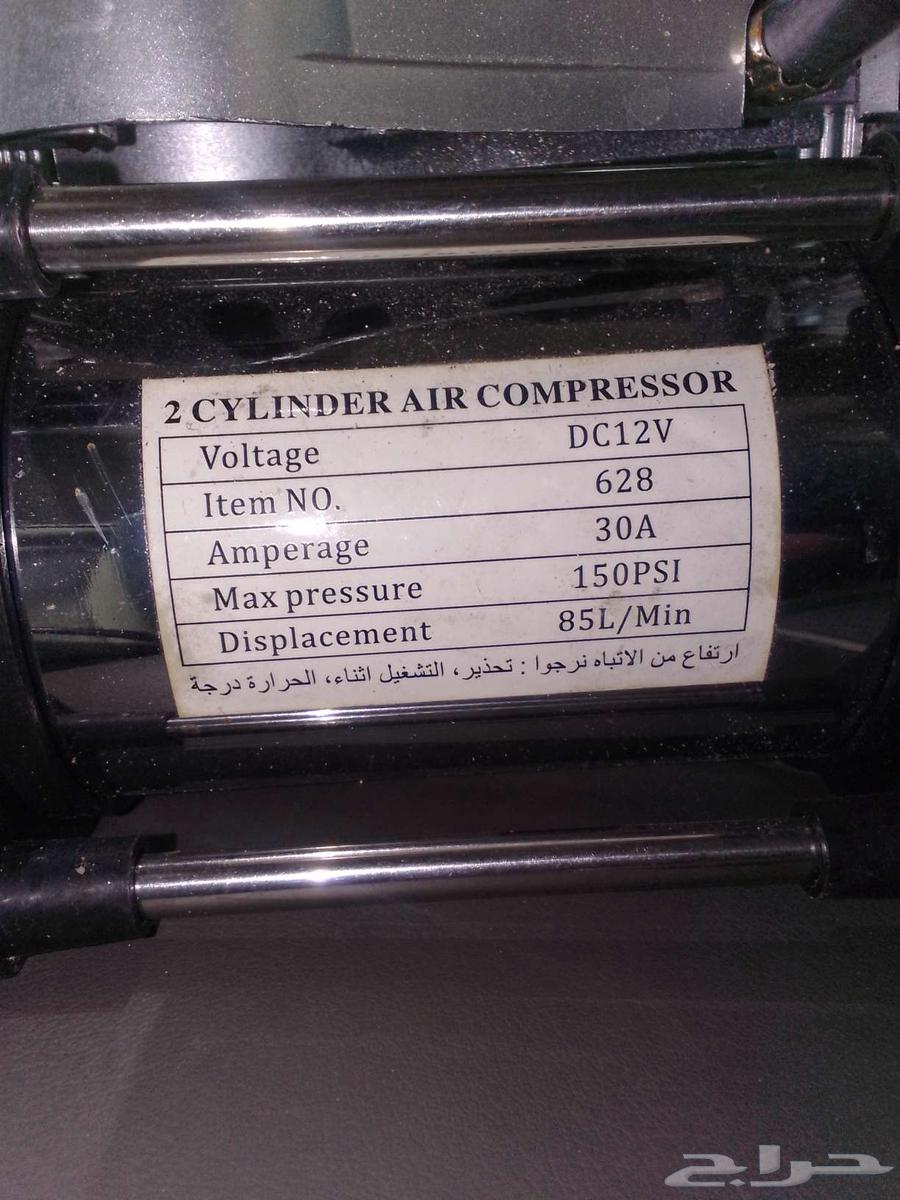 2 CYLINDER AIR COMPRESSOR
Voltage DC12V
Item NO. 628
Amperage 30A
Max pressure 150PSI
Displacement 85L/Min
ارتفاع من الاتباه نرجوا : تحذير، التشغيل اثناء، الحرارة درجة
حراج